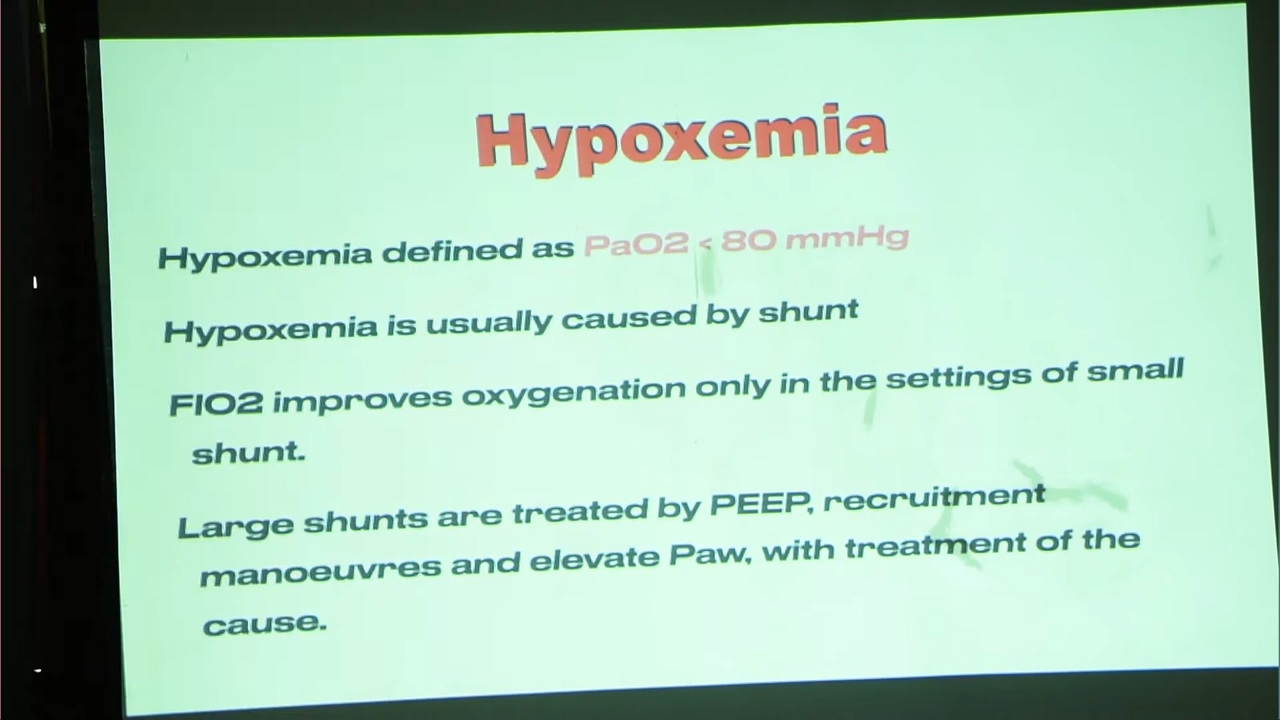 Hypoxemia
Hypoxemia defined as PaO2 < 80 mmHg
Hypoxemia is usually caused by shunt
FIO2 improves oxygenation only in the settings of small
shunt.
Large shunts are treated by PEEP, recruitment
manoeuvres and elevate Paw, with treatment of the
cause.